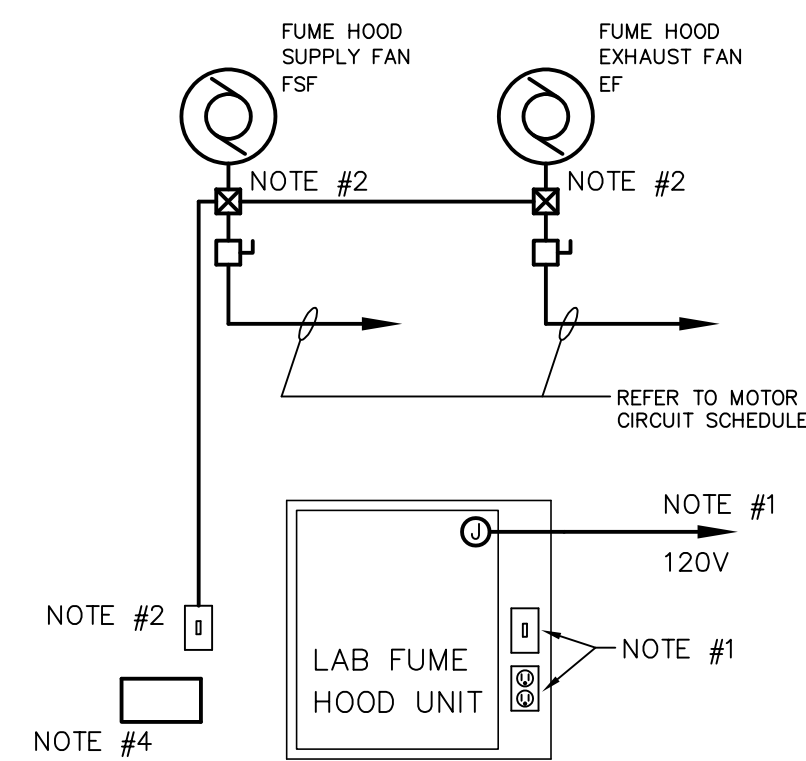 FUME HOOD
SUPPLY FAN
FSF
FUME HOOD
EXHAUST FAN
EF
NOTE #2
NOTE #2
REFER TO MOTOR
CIRCUIT SCHEDULE
NOTE #1
J
120V
NOTE #2
NOTE #1
LAB FUME
HOOD UNIT
NOTE #4